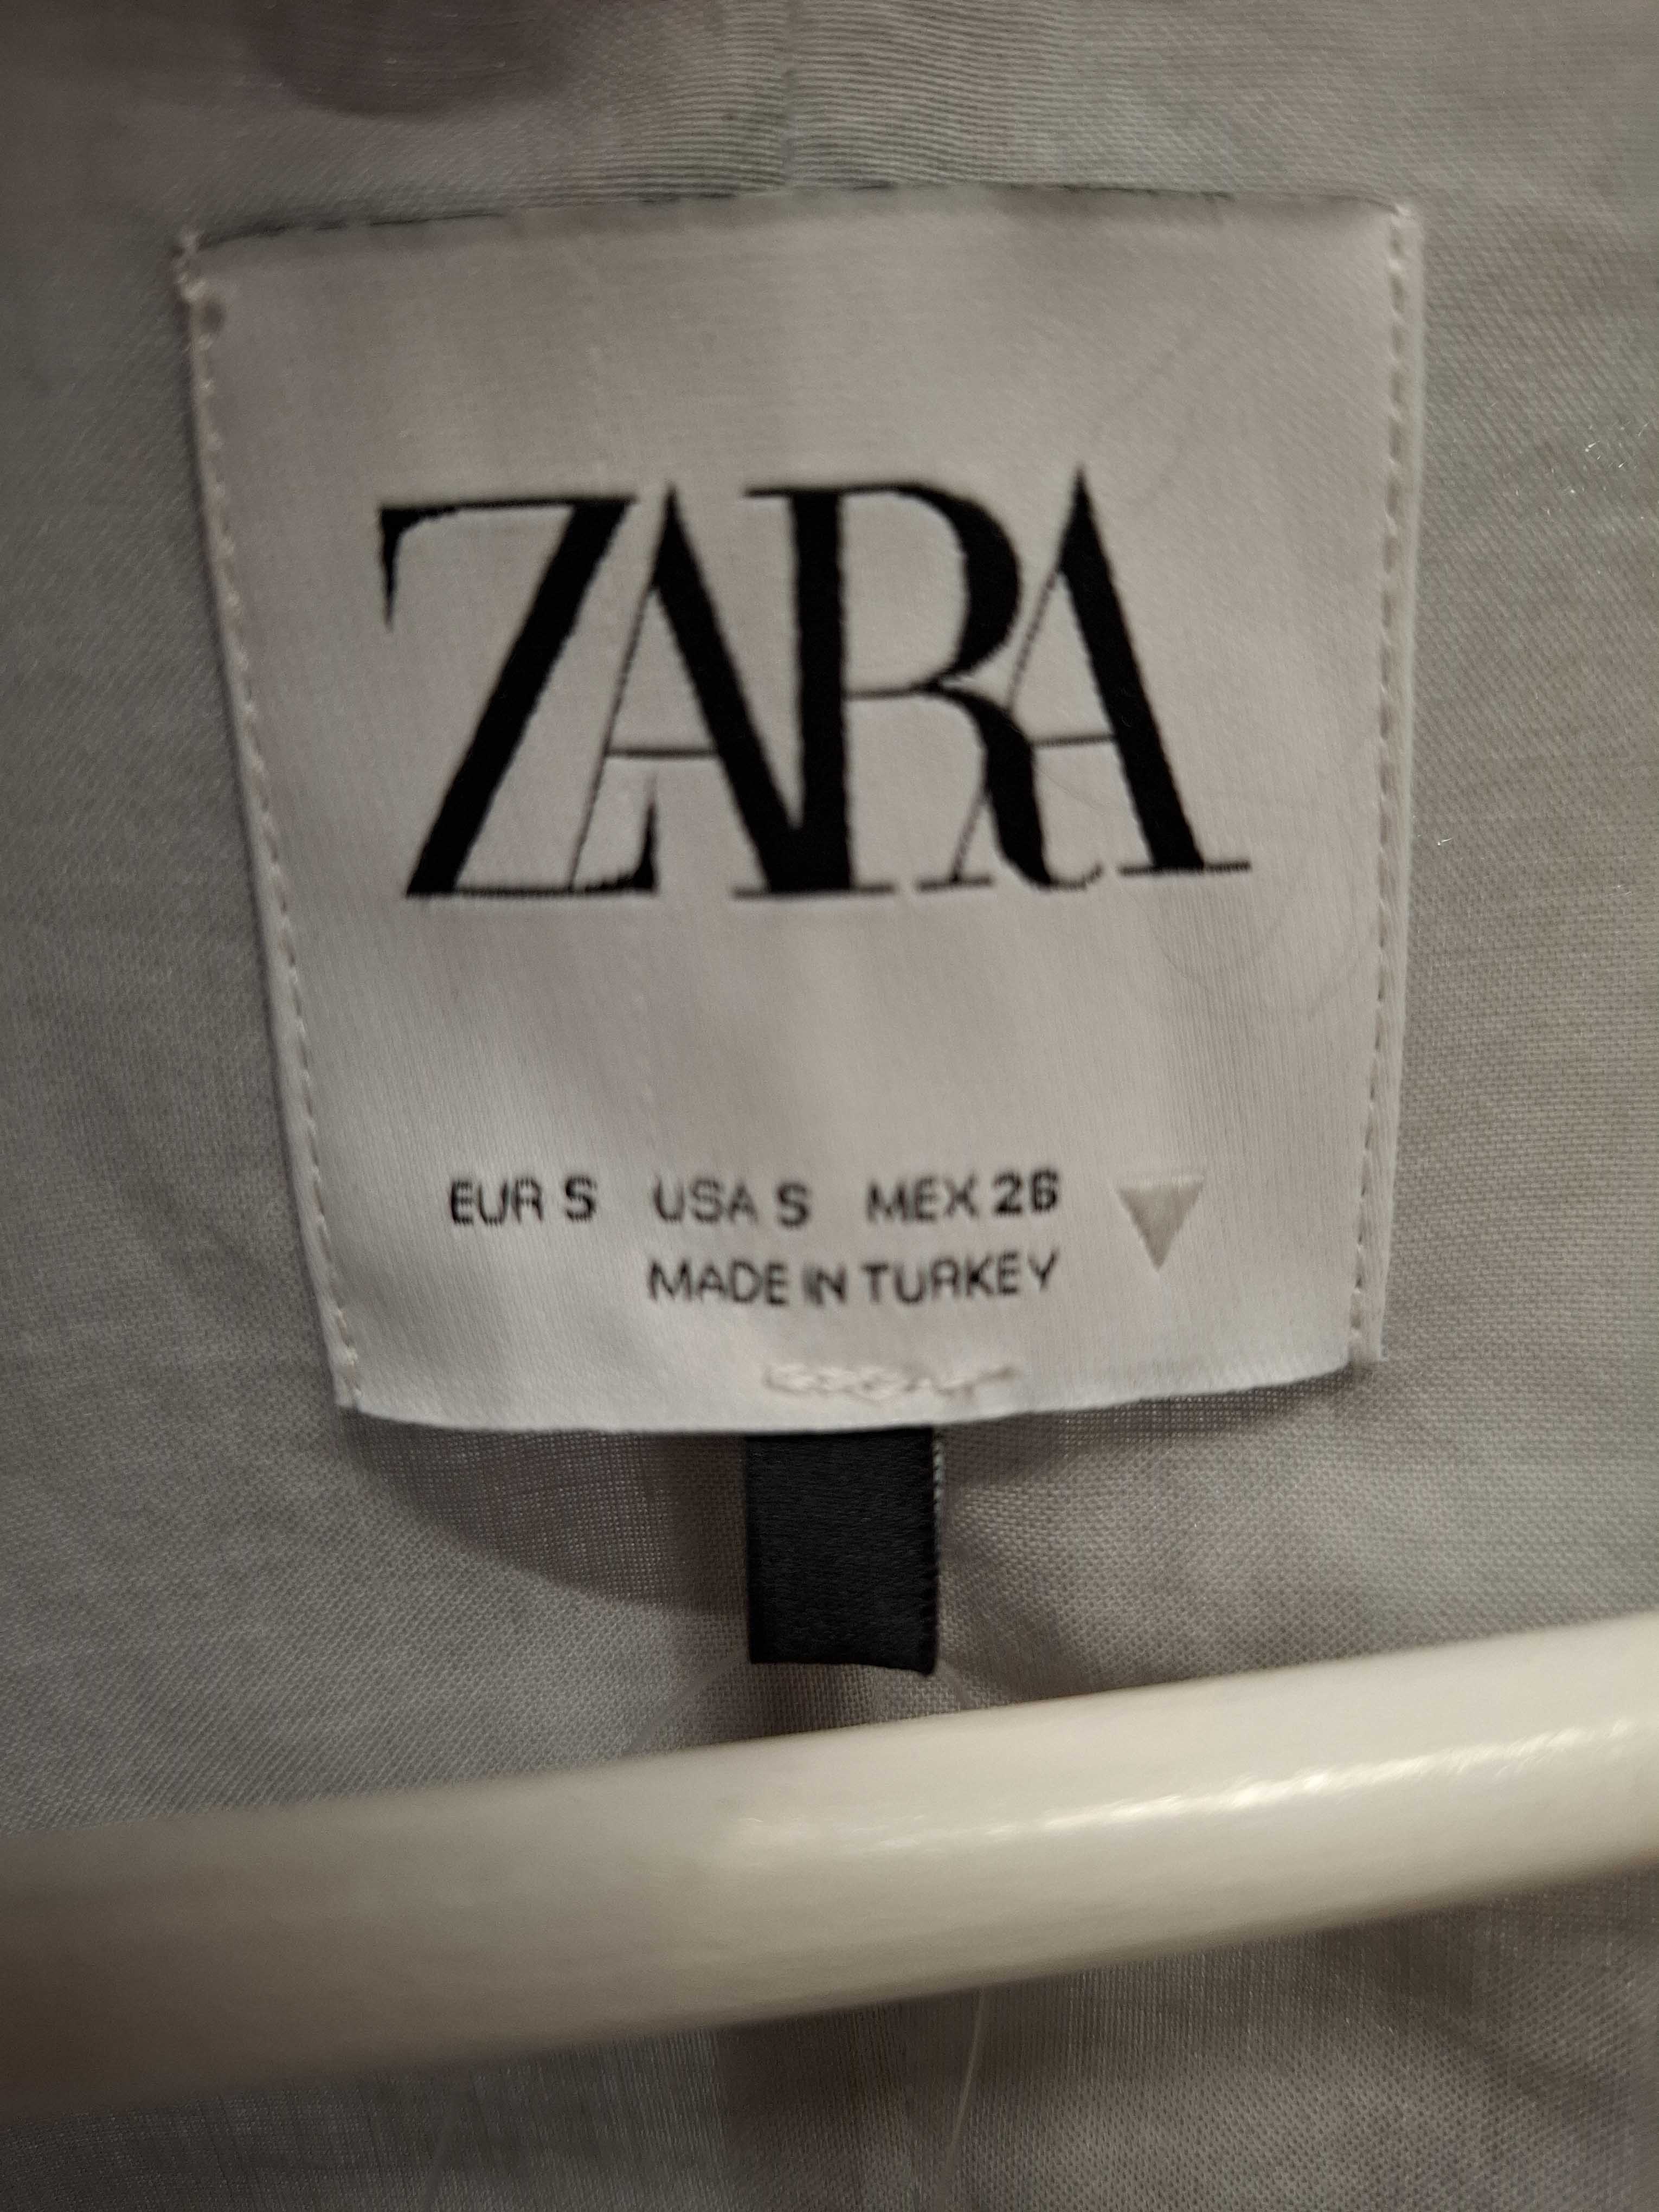 ZARA
EUR S USA S MEX 26
MADE IN TURKEY